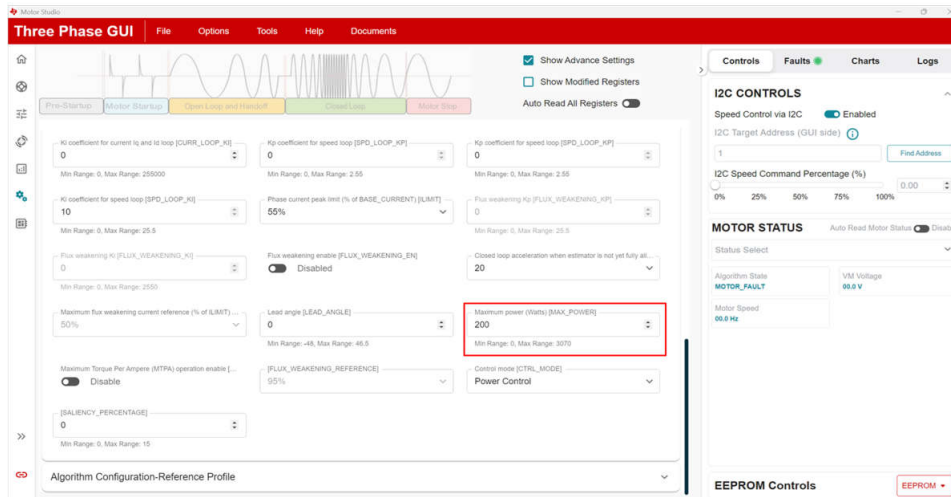 Motor Studio
Three Phase GUI File Options Tools Help Documents
Show Advance Settings
Show Modified Registers
Auto Read All Registers
Pre-Startup Motor Startup Open Loop and Handoff Closed Loop Motor Stop
Ki coefficient for current Iq and Id loop [CURR_LOOP_KI]
0
Min Range: 0, Max Range: 255000
Kp coefficient for speed loop [SPD_LOOP_KP]
0
Min Range: 0, Max Range: 2.55
Kp coefficient for speed loop [SPD_LOOP_KP]
0
Min Range: 0, Max Range: 2.55
Ki coefficient for speed loop [SPD_LOOP_KI]
10
Min Range: 0, Max Range: 25.5
Phase current peak limit (% of BASE_CURRENT) [ILIMIT]
55%
Flux weakening Kp [FLUX_WEAKENING_KP]
0
Min Range: 0, Max Range: 25.5
Flux weakening Ki [FLUX_WEAKENING_KI]
0
Min Range: 0, Max Range: 2550
Flux weakening enable [FLUX_WEAKENING_EN]
Disabled
Closed loop acceleration when estimator is not yet fully ali...
20
Maximum flux weakening current reference (% of ILIMIT) ...
50%
Lead angle [LEAD_ANGLE]
0
Min Range: -46, Max Range: 46.5
Maximum power (Watts) [MAX_POWER]
200
Min Range: 0, Max Range: 3070
Maximum Torque Per Ampere (MTPA) operation enable [...
Disable
[FLUX_WEAKENING_REFERENCE]
95%
Control mode [CTRL_MODE]
Power Control
[SALIENCY_PERCENTAGE]
0
Min Range: 0, Max Range: 15
Algorithm Configuration-Reference Profile
Controls Faults Charts Logs
I2C CONTROLS
Speed Control via I2C Enabled
I2C Target Address (GUI side)
1
Find Address
I2C Speed Command Percentage (%)
0.00
0% 25% 50% 75% 100%
MOTOR STATUS Auto Read Motor Status
Status Select
Algorithm State
MOTOR_FAULT
VM Voltage
00.0 V
Motor Speed
00.0 Hz
EEPROM Controls EEPROM